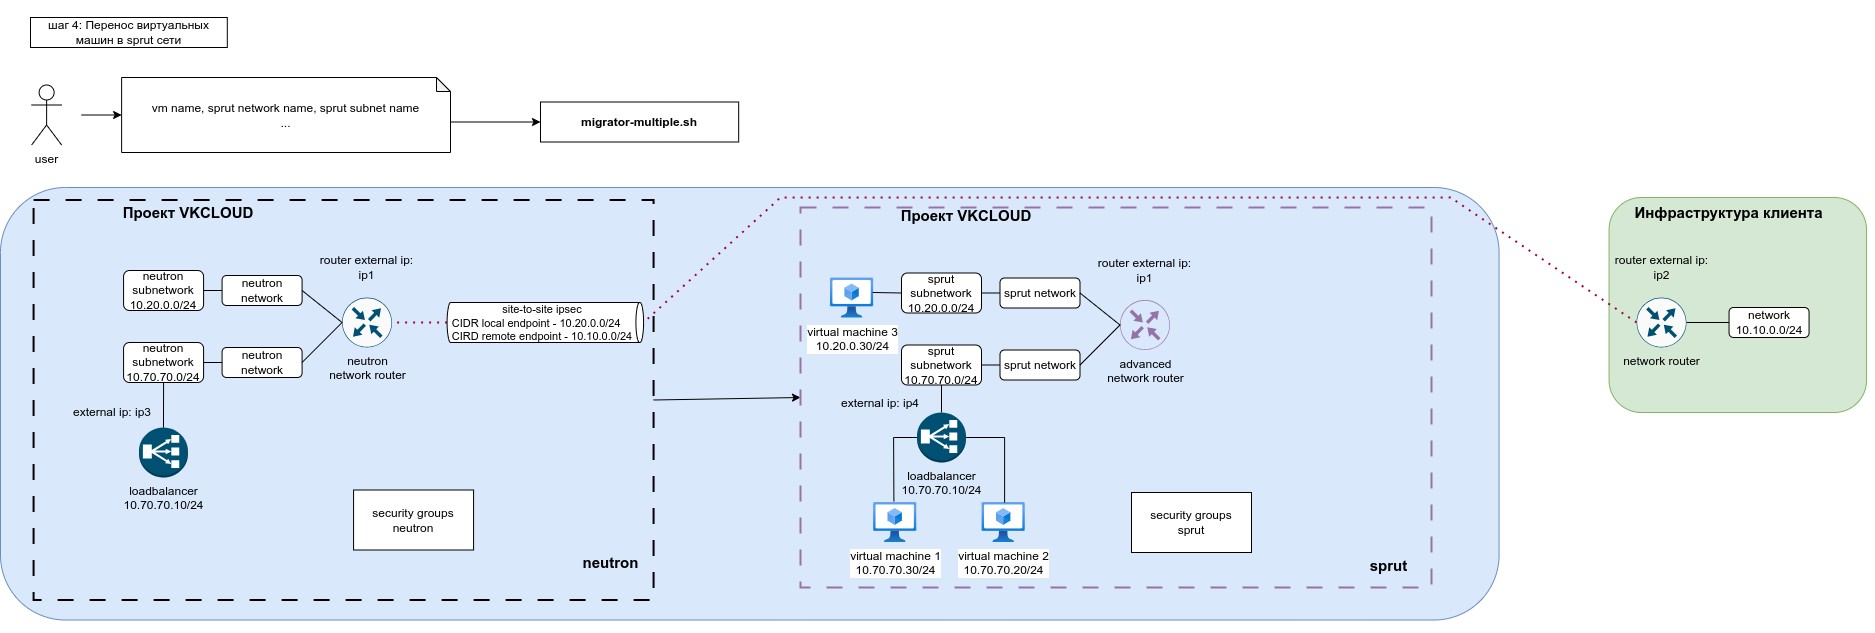 шаг 4: Перенос виртуальных
машин в sprut сети
vm name, sprut network name, sprut subnet name
...
migrator-multiple.sh
user
Проект VKCLOUD
router external ip:
ip1
neutron
subnetwork
10.20.0.0/24
neutron
network
site-to-site ipsec
CIDR local endpoint - 10.20.0.0/24
CIRD remote endpoint - 10.10.0.0/24
neutron
subnetwork
10.70.70.0/24
neutron
network
neutron
network router
external ip: ip3
loadbalancer
10.70.70.10/24
security groups
neutron
neutron
Проект VKCLOUD
router external ip:
ip1
sprut
subnetwork
10.20.0.0/24
sprut network
virtual machine 3
10.20.0.30/24
sprut
subnetwork
10.70.70.0/24
sprut network
advanced
network router
external ip: ip4
loadbalancer
10.70.70.10/24
virtual machine 1
10.70.70.30/24
virtual machine 2
10.70.70.20/24
security groups
sprut
sprut
Инфраструктура клиента
router external ip:
ip2
network
10.10.0.0/24
network router